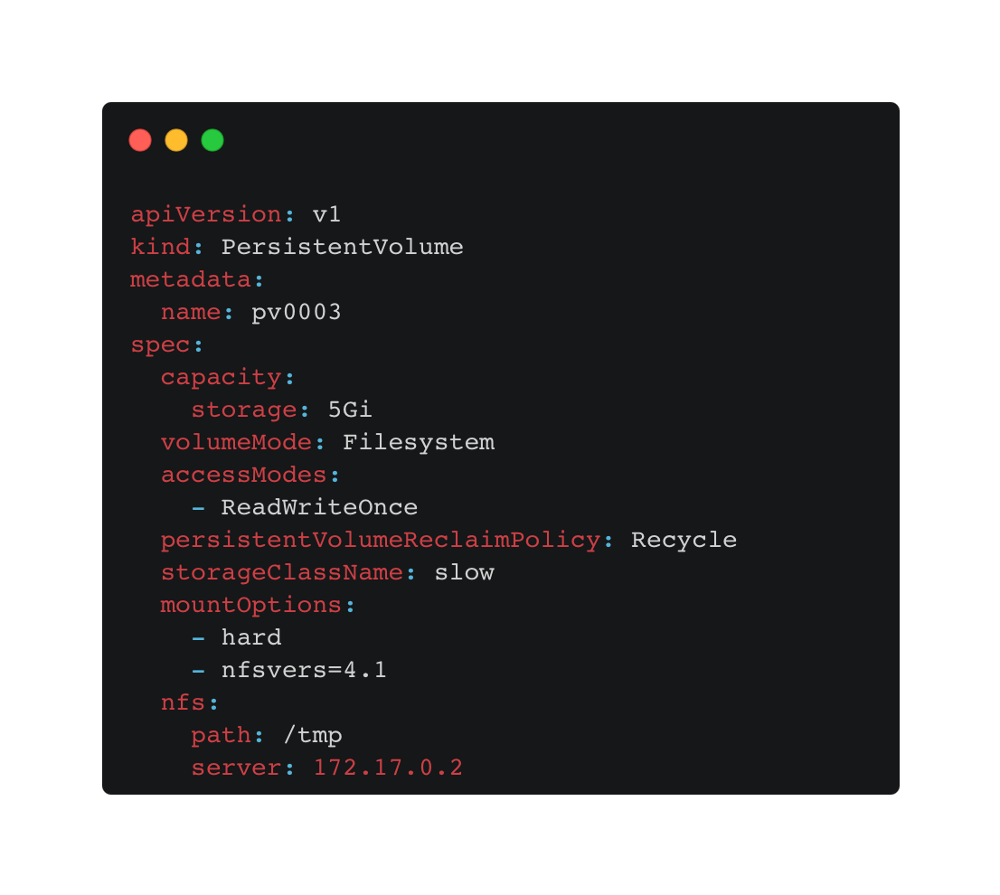 apiVersion: v1
kind: PersistentVolume
metadata:
  name: pv0003
spec:
  capacity:
    storage: 5Gi
  volumeMode: Filesystem
  accessModes:
    - ReadWriteOnce
  persistentVolumeReclaimPolicy: Recycle
  storageClassName: slow
  mountOptions:
    - hard
    - nfsvers=4.1
  nfs:
    path: /tmp
    server: 172.17.0.2